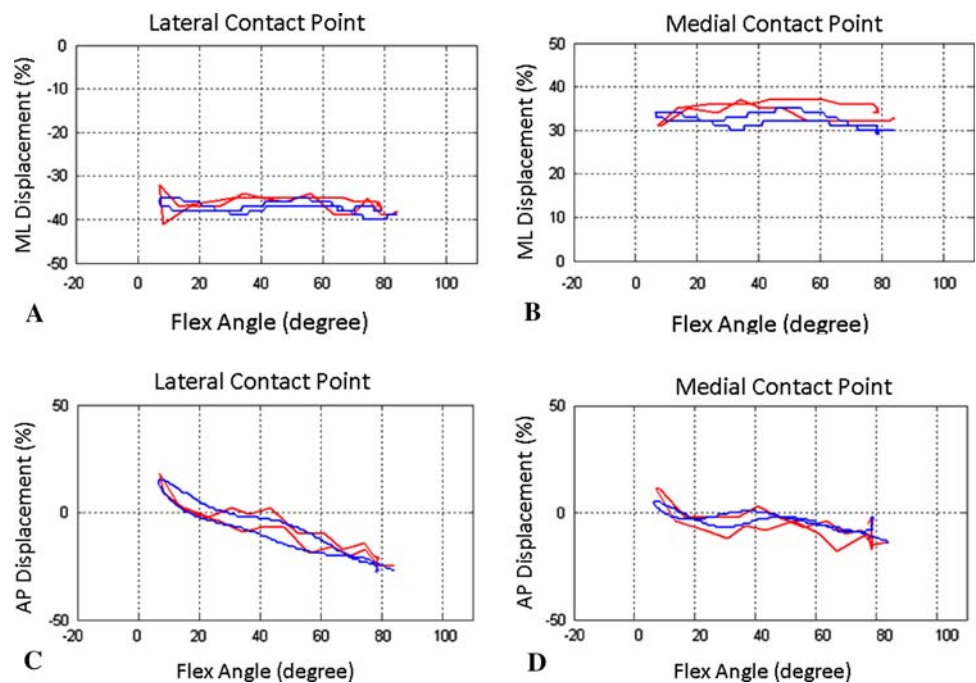 Lateral Contact Point
ML Displacement (%)
0
-10
-20
-30
-40
-50
-20 0 20 40 60 80 100
Flex Angle (degree)
A
Medial Contact Point
ML Displacement (%)
50
40
30
20
10
0
-20 0 20 40 60 80 100
Flex Angle (degree)
B
Lateral Contact Point
AP Displacement (%)
50
0
-50
-20 0 20 40 60 80 100
Flex Angle (degree)
C
Medial Contact Point
AP Displacement (%)
50
0
-50
-20 0 20 40 60 80 100
Flex Angle (degree)
D